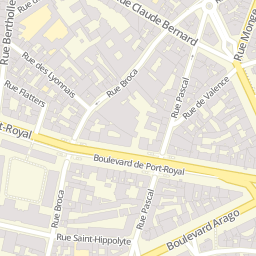 Rue Berthollet
Rue Claude Bernard
Rue Monge
Rue des Lyonnais
Rue Broca
Rue Flatters
Rue Pascal
Rue de Valence
t-Royal
Boulevard de Port-Royal
Rue Broca
Rue Pascal
Boulevard Arago
Rue Saint-Hippolyte